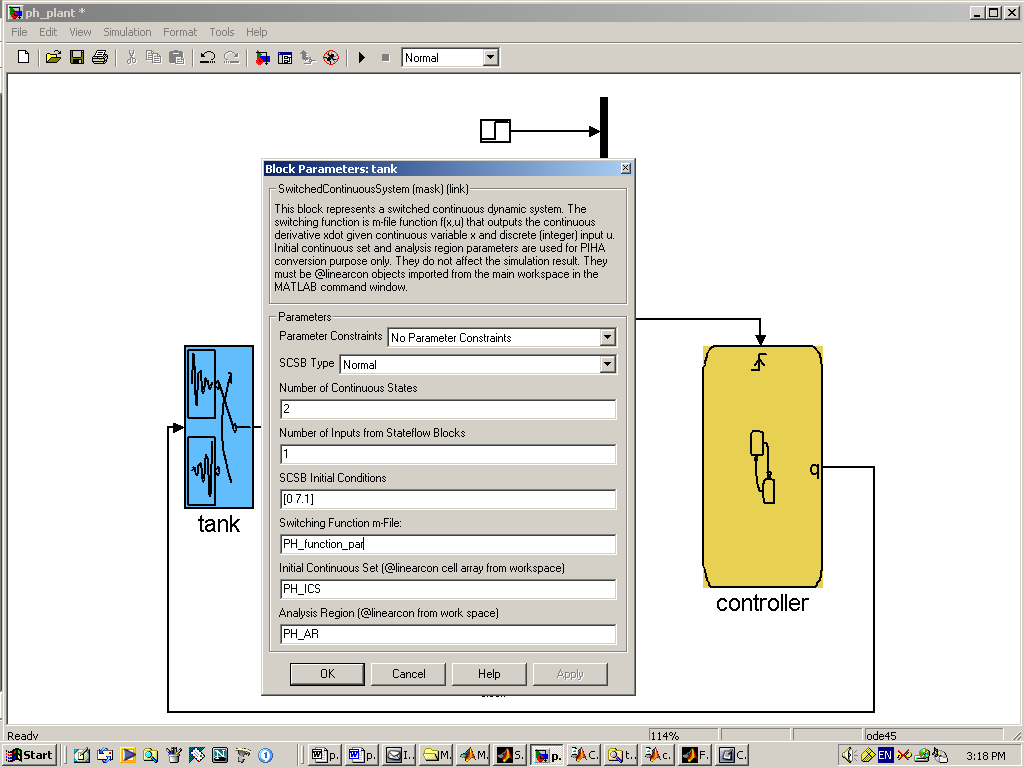 ph_plant *
File Edit View Simulation Format Tools Help
Normal
Block Parameters: tank
SwitchedContinuousSystem (mask) (link)
This block represents a switched continuous dynamic system. The
switching function is m-file function f(x,u) that outputs the continuous
derivative xdot given continuous variable x and discrete (integer) input u.
Initial continuous set and analysis region parameters are used for PIHA
conversion purpose only. They do not affect the simulation result. They
must be @linearcon objects imported from the main workspace in the
MATLAB command window.
Parameters
Parameter Constraints No Parameter Constraints
SCSB Type Normal
Number of Continuous States
2
Number of Inputs from Stateflow Blocks
1
SCSB Initial Conditions
[0 7.1]
Switching Function m-File:
PH_function_par
Initial Continuous Set (@linearcon cell array from workspace)
PH_ICS
Analysis Region (@linearcon from work space)
PH_AR
OK Cancel Help Apply
tank
q
controller
Ready 114% ode45
Start p. p. I.. M. M. S. p. C. t.. c. F. C. EN 3:18 PM